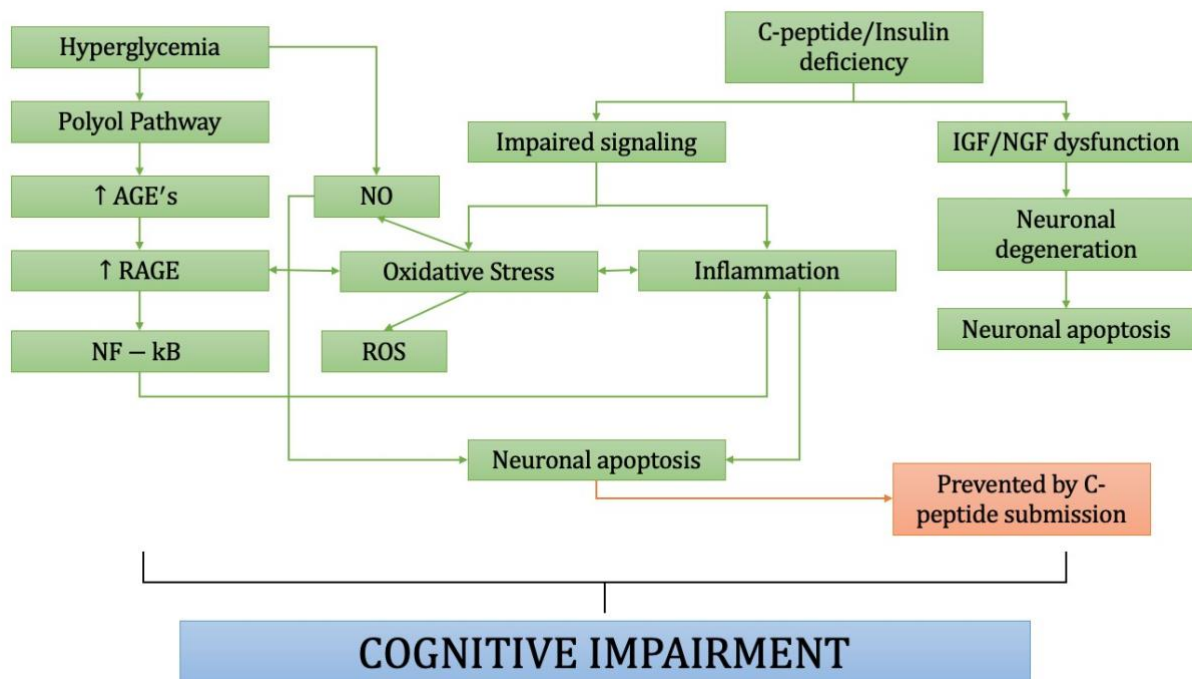 Hyperglycemia
C-peptide/Insulin
deficiency
Polyol Pathway
Impaired signaling
IGF/NGF dysfunction
↑ AGE's
NO
Neuronal
degeneration
↑ RAGE
Oxidative Stress
Inflammation
Neuronal apoptosis
NF – kB
ROS
Neuronal apoptosis
Prevented by C-
peptide submission
COGNITIVE IMPAIRMENT